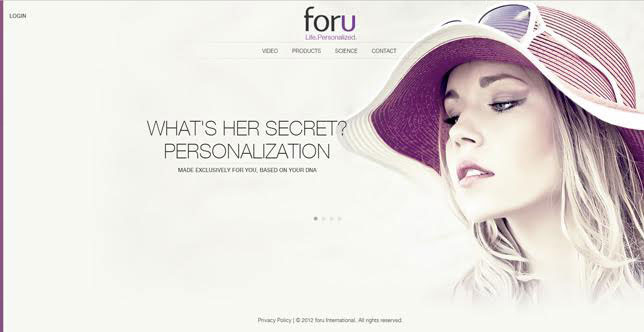 LOGIN
foru
Life.Personalized.
VIDEO PRODUCTS SCIENCE CONTACT
WHAT'S HER SECRET?
PERSONALIZATION
MADE EXCLUSIVELY FOR YOU, BASED ON YOUR DNA
Privacy Policy | © 2012 foru International. All rights reserved.